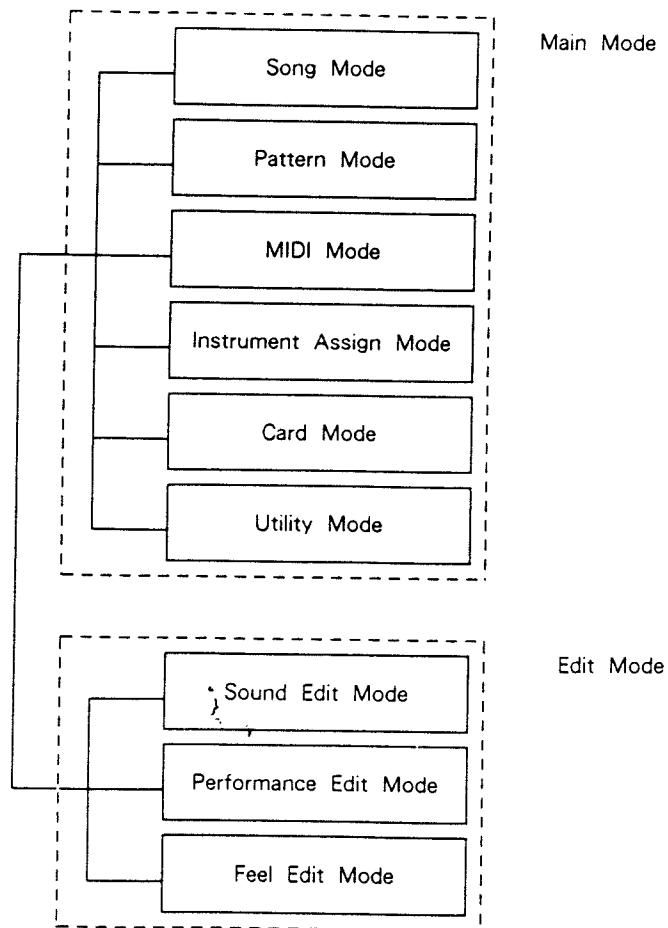 Main Mode
Song Mode
Pattern Mode
MIDI Mode
Instrument Assign Mode
Card Mode
Utility Mode
Edit Mode
Sound Edit Mode
Performance Edit Mode
Feel Edit Mode